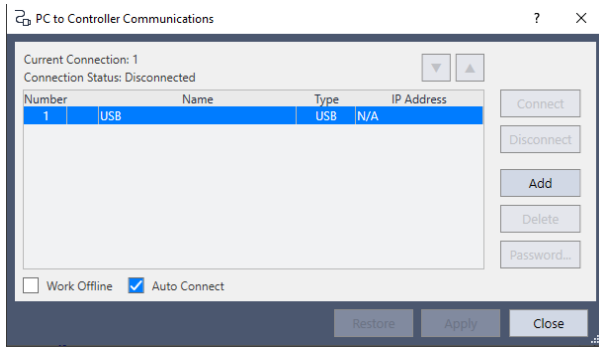 PC to Controller Communications
?
Current Connection: 1
Connection Status: Disconnected
Number Name Type IP Address
1 USB USB N/A
Connect
Disconnect
Add
Delete
Password...
Work Offline Auto Connect
Restore Apply Close